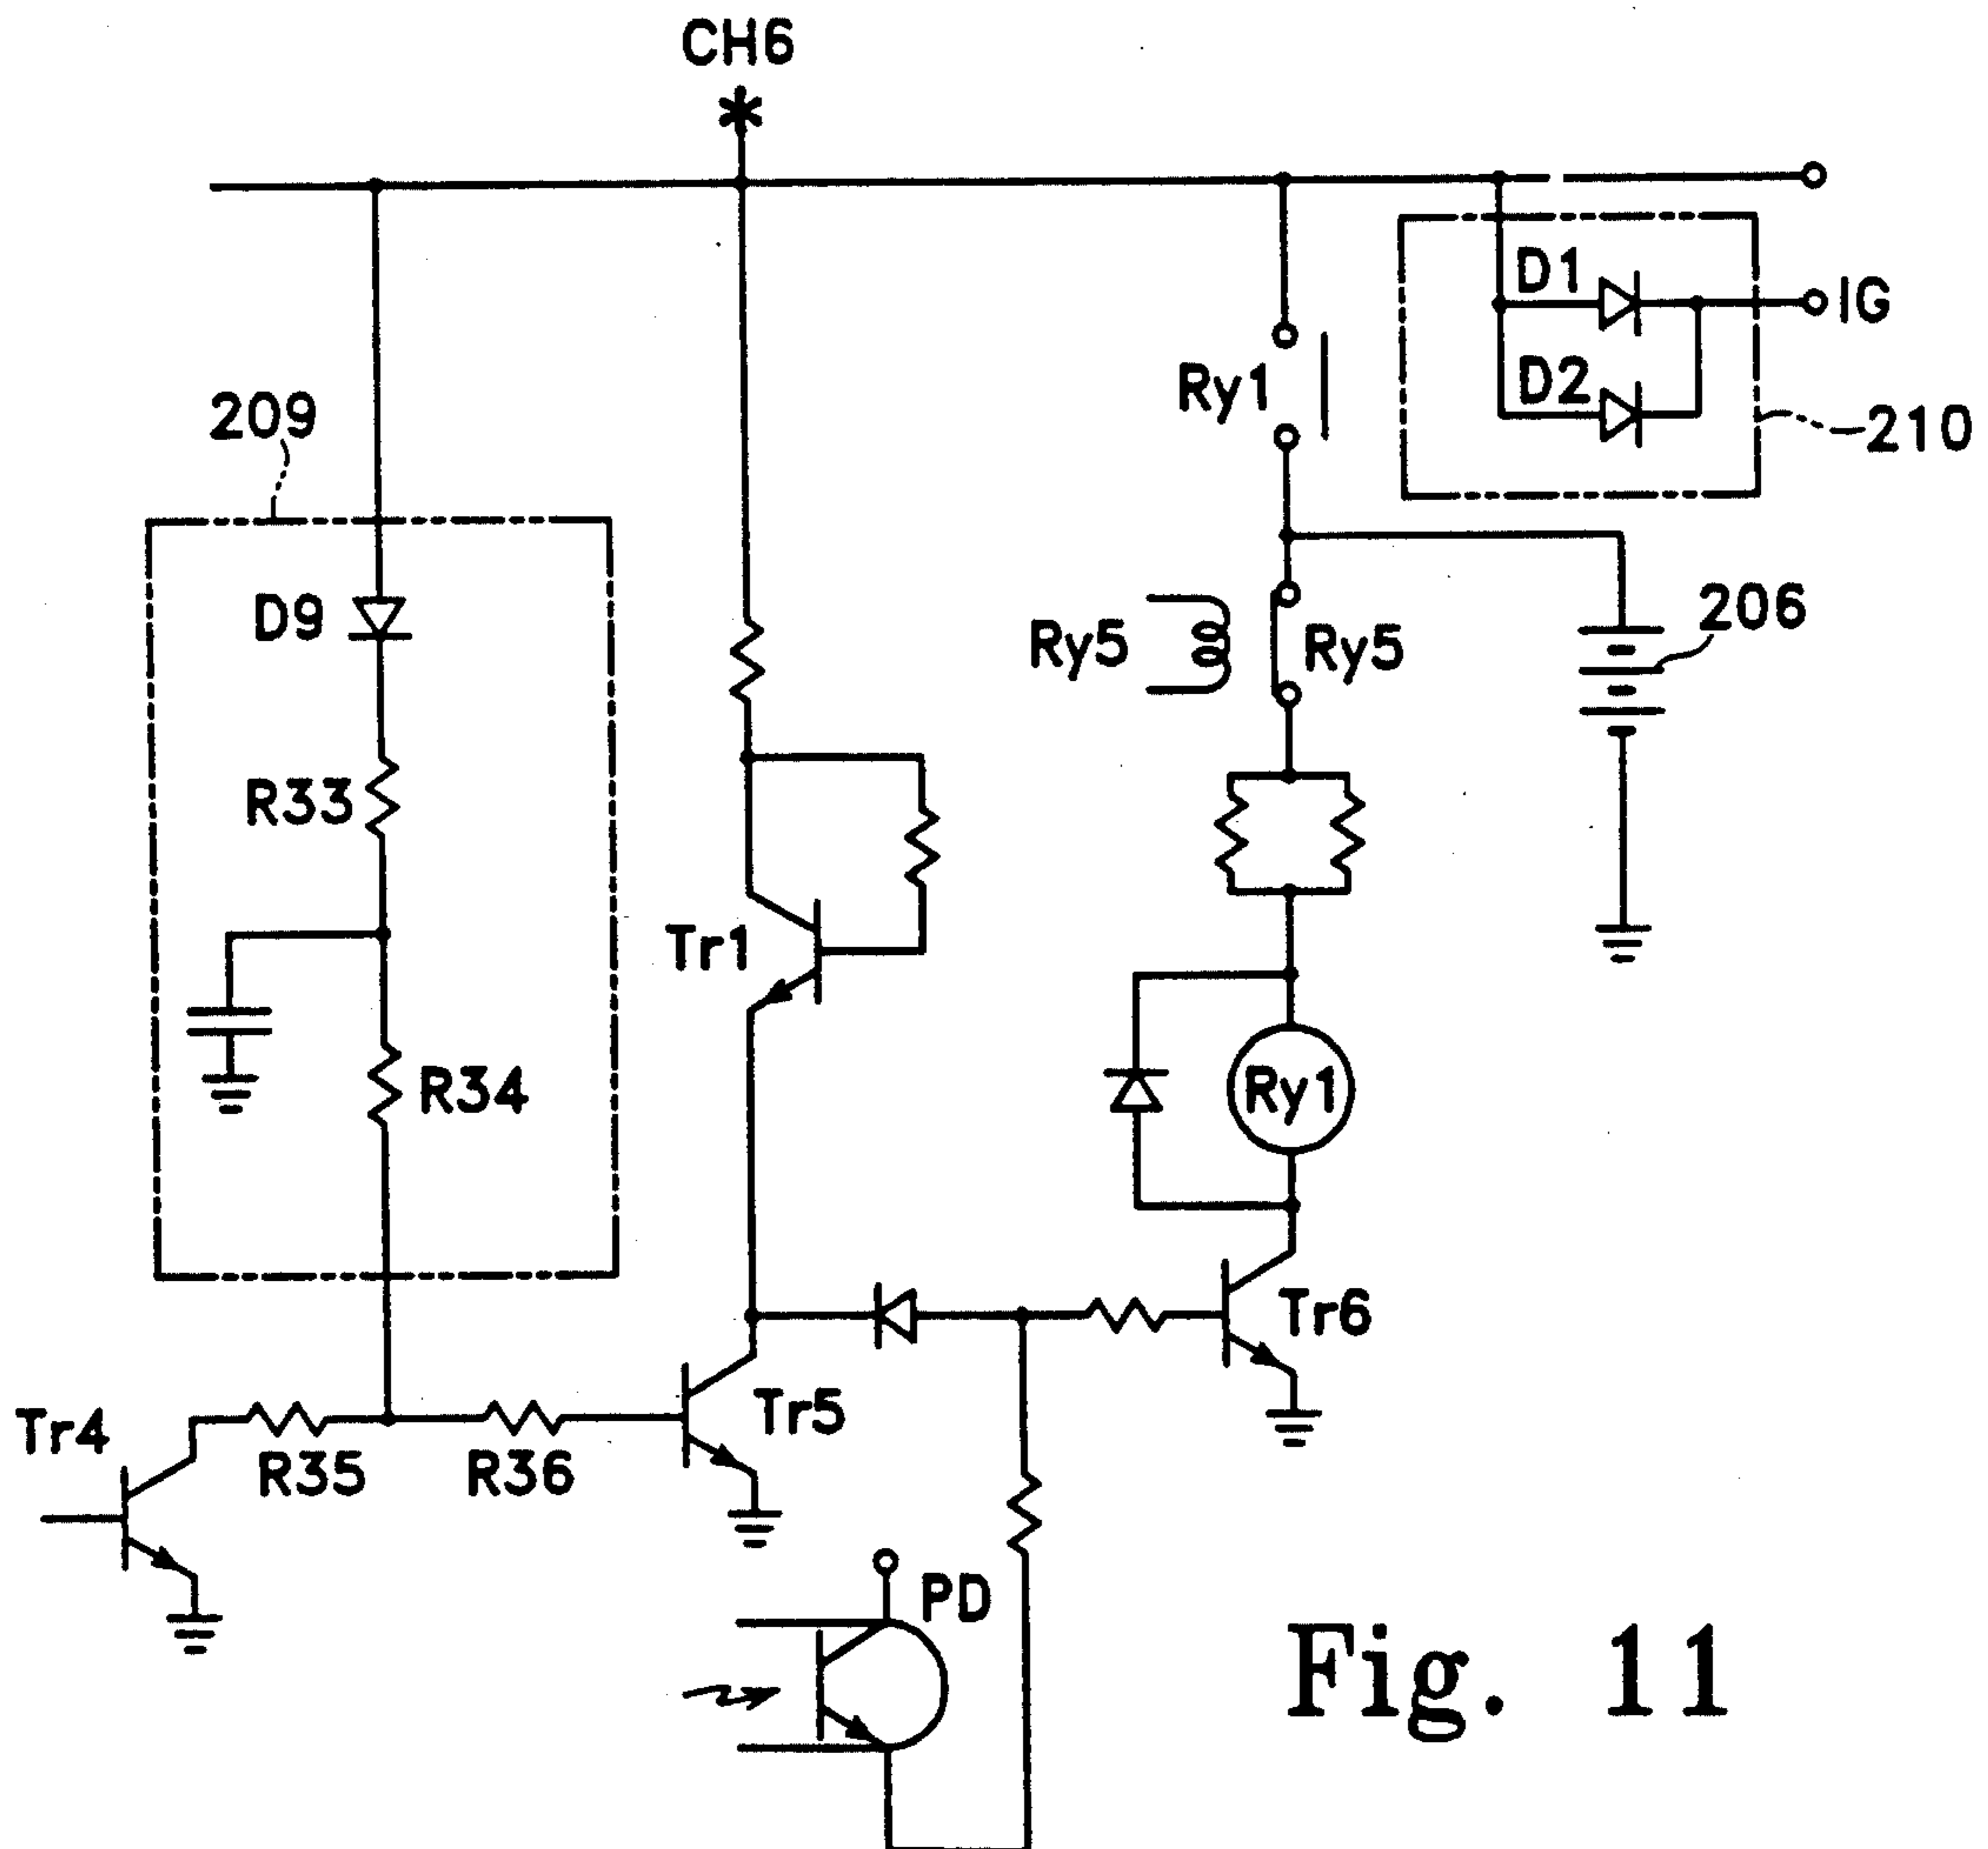 CH6
D1
IG
Ry1
D2
209
210
D9
206
Ry5
Ry5
R33
Tr1
R34
Ry1
Tr6
Tr5
Tr4
R35
R36
PD
Fig. 11